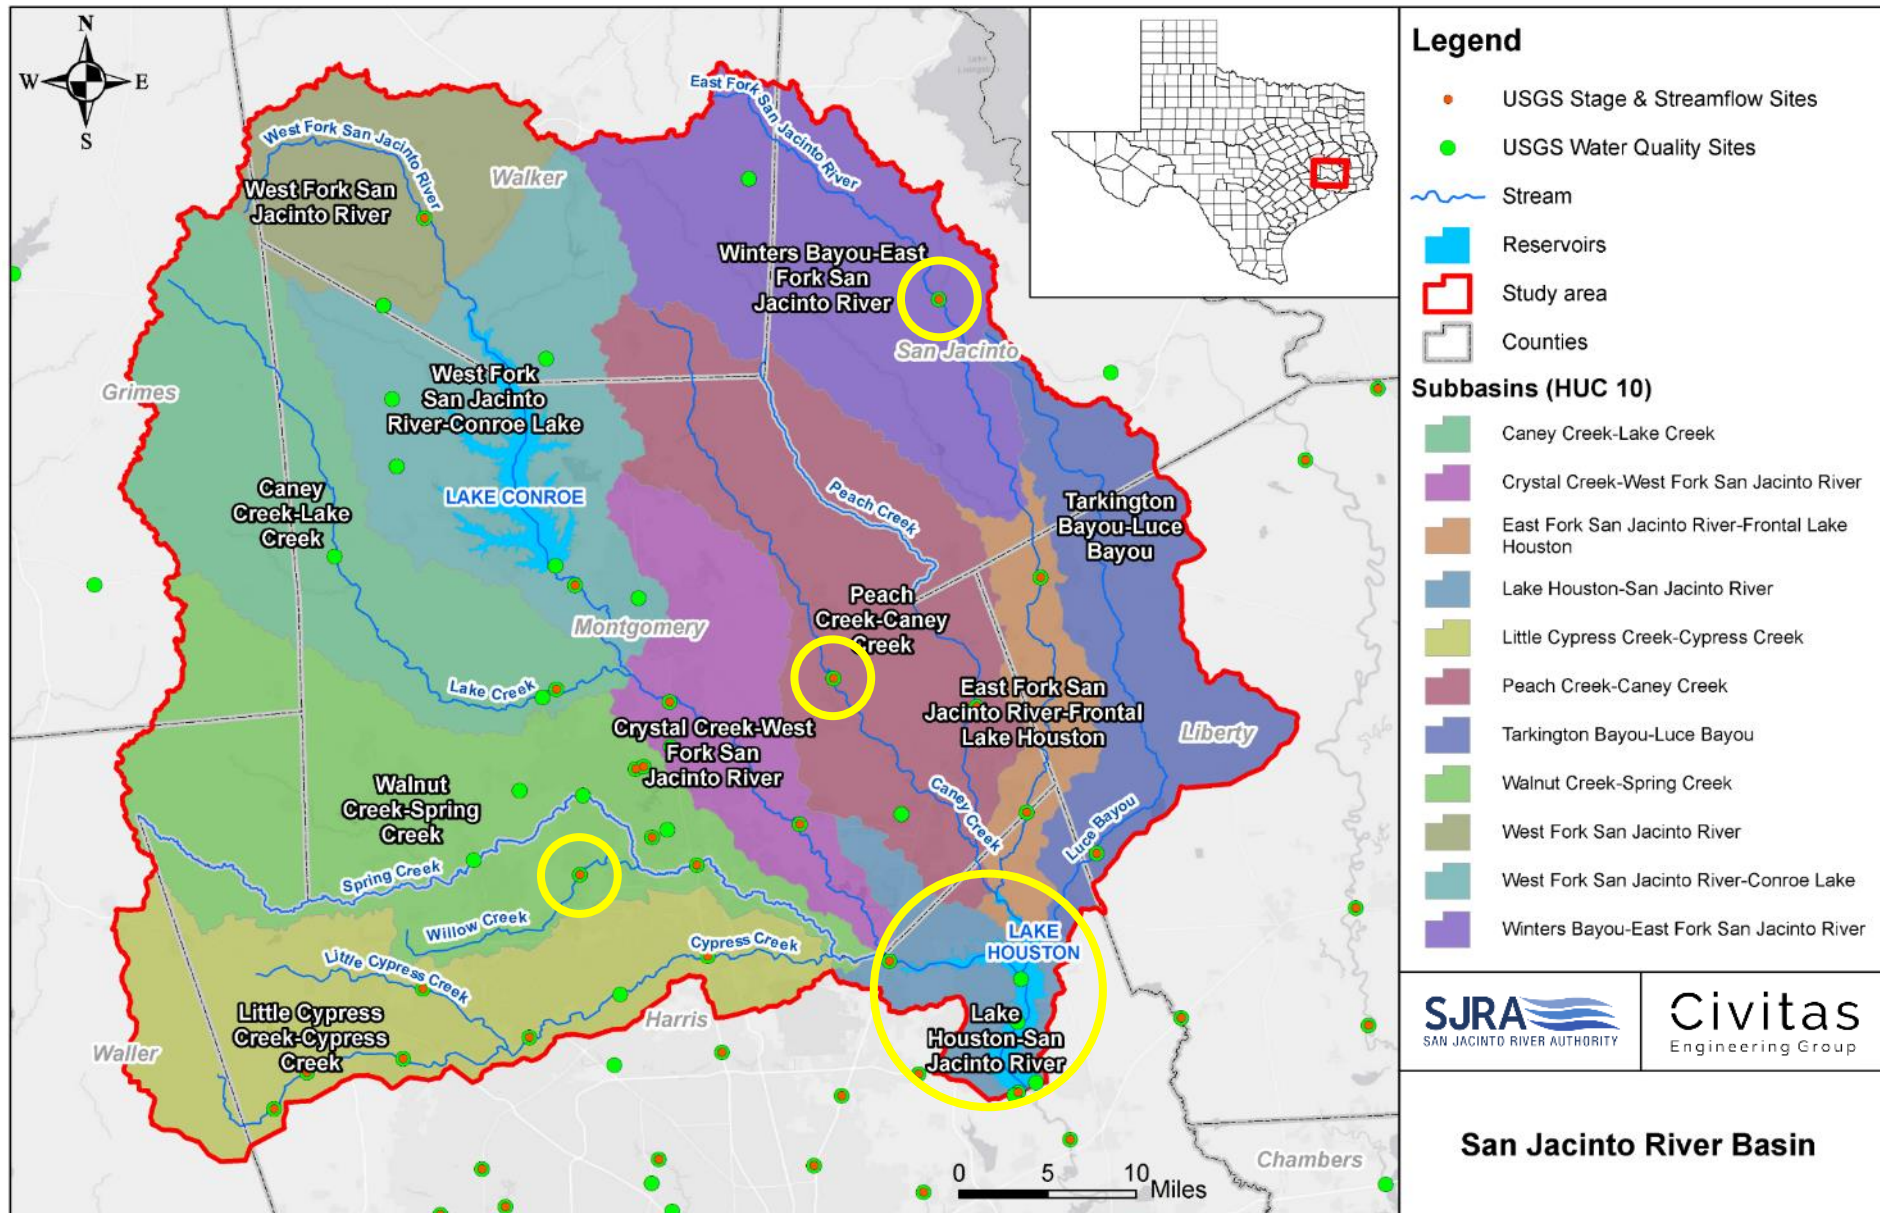 N
W
E
S
East Fork San Jacinto River
West Fork San Jacinto River
Walker
West Fork San
Jacinto River
Winters Bayou-East
Fork San
Jacinto River
San Jacinto
Grimes
West Fork
San Jacinto
River-Conroe Lake
LAKE CONROE
Caney
Creek-Lake
Creek
Peach Creek
Tarkington
Bayou-Luce
Bayou
Peach
Creek-Caney
Creek
Montgomery
Lake Creek
East Fork San
Jacinto River-Frontal
Lake Houston
Liberty
Crystal Creek-West
Fork San
Jacinto River
Walnut
Creek-Spring
Creek
Caney Creek
Luce Bayou
Spring Creek
Willow Creek
Cypress Creek
LAKE
HOUSTON
Little Cypress Creek
Little Cypress
Creek-Cypress
Creek
Harris
Lake
Houston-San
Jacinto River
Waller
Chambers
0 5 10
Miles
Legend
USGS Stage & Streamflow Sites
USGS Water Quality Sites
Stream
Reservoirs
Study area
Counties
Subbasins (HUC 10)
Caney Creek-Lake Creek
Crystal Creek-West Fork San Jacinto River
East Fork San Jacinto River-Frontal Lake
Houston
Lake Houston-San Jacinto River
Little Cypress Creek-Cypress Creek
Peach Creek-Caney Creek
Tarkington Bayou-Luce Bayou
Walnut Creek-Spring Creek
West Fork San Jacinto River
West Fork San Jacinto River-Conroe Lake
Winters Bayou-East Fork San Jacinto River
SJRA
SAN JACINTO RIVER AUTHORITY
Civitas
Engineering Group
San Jacinto River Basin